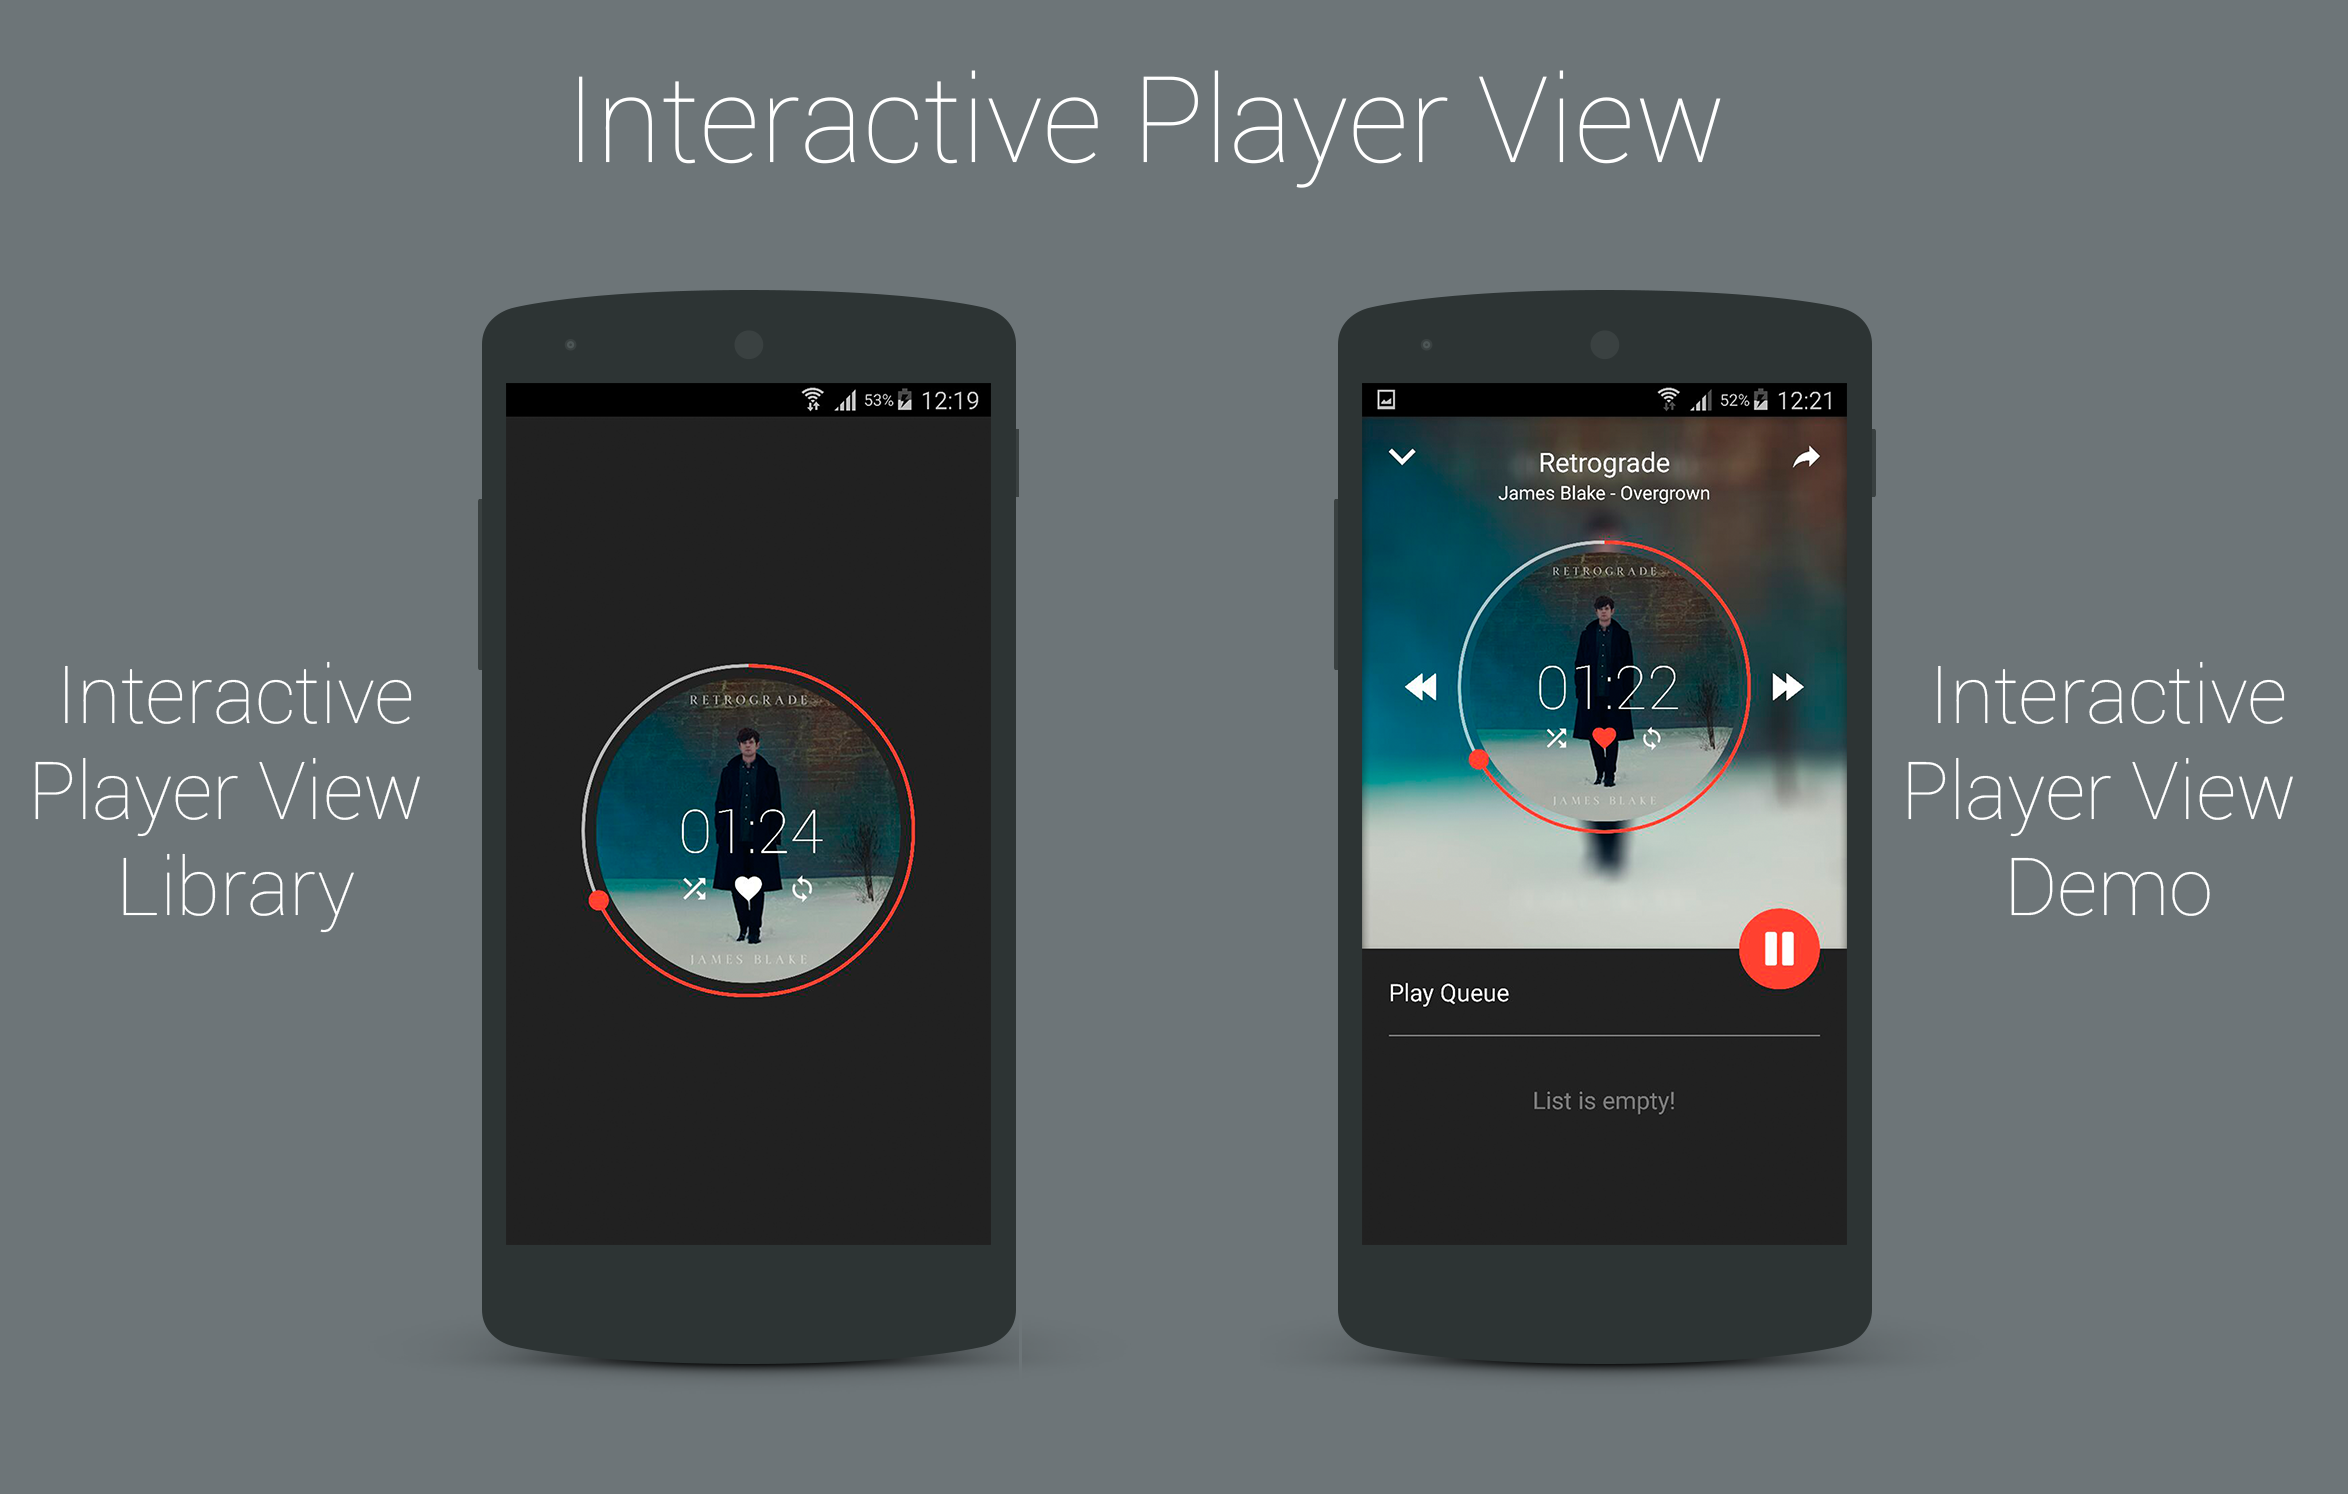 Interactive Player View
53% 12:19
RETROGRADE
01:24
JAMES BLAKE
Interactive
Player View
Library
52% 12:21
Retrograde
James Blake - Overgrown
RETROGRADE
01:22
JAMES BLAKE
Play Queue
List is empty!
Interactive
Player View
Demo